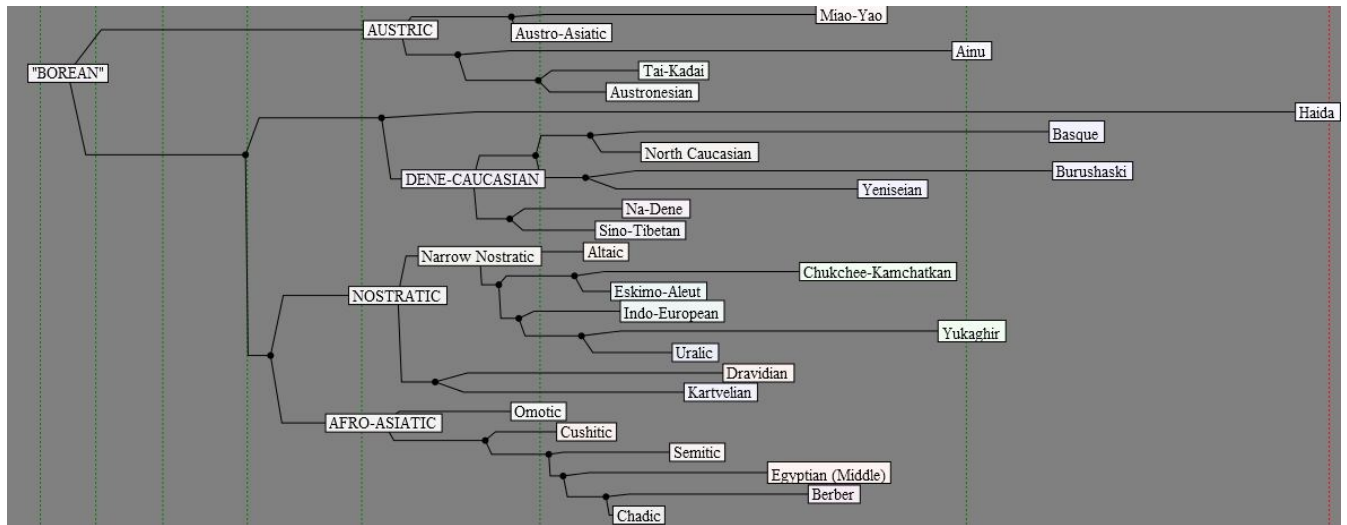 Miao-Yao
AUSTRIC
Austro-Asiatic
Ainu
"BOREAN"
Tai-Kadai
Austronesian
Haida
Basque
North Caucasian
Burushaski
DENE-CAUCASIAN
Yeniseian
Na-Dene
Sino-Tibetan
Altaic
Narrow Nostratic
Chukchee-Kamchatkan
Eskimo-Aleut
NOSTRATIC
Indo-European
Yukaghir
Uralic
Dravidian
Kartvelian
Omotic
AFRO-ASIATIC
Cushitic
Semitic
Egyptian (Middle)
Berber
Chadic